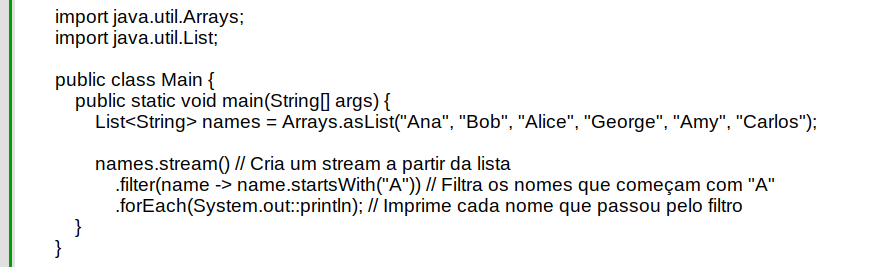 import java.util.Arrays;
import java.util.List;

public class Main {
    public static void main(String[] args) {
        List<String> names = Arrays.asList("Ana", "Bob", "Alice", "George", "Amy", "Carlos");

        names.stream() // Cria um stream a partir da lista
            .filter(name -> name.startsWith("A")) // Filtra os nomes que começam com "A"
            .forEach(System.out::println); // Imprime cada nome que passou pelo filtro
    }
}